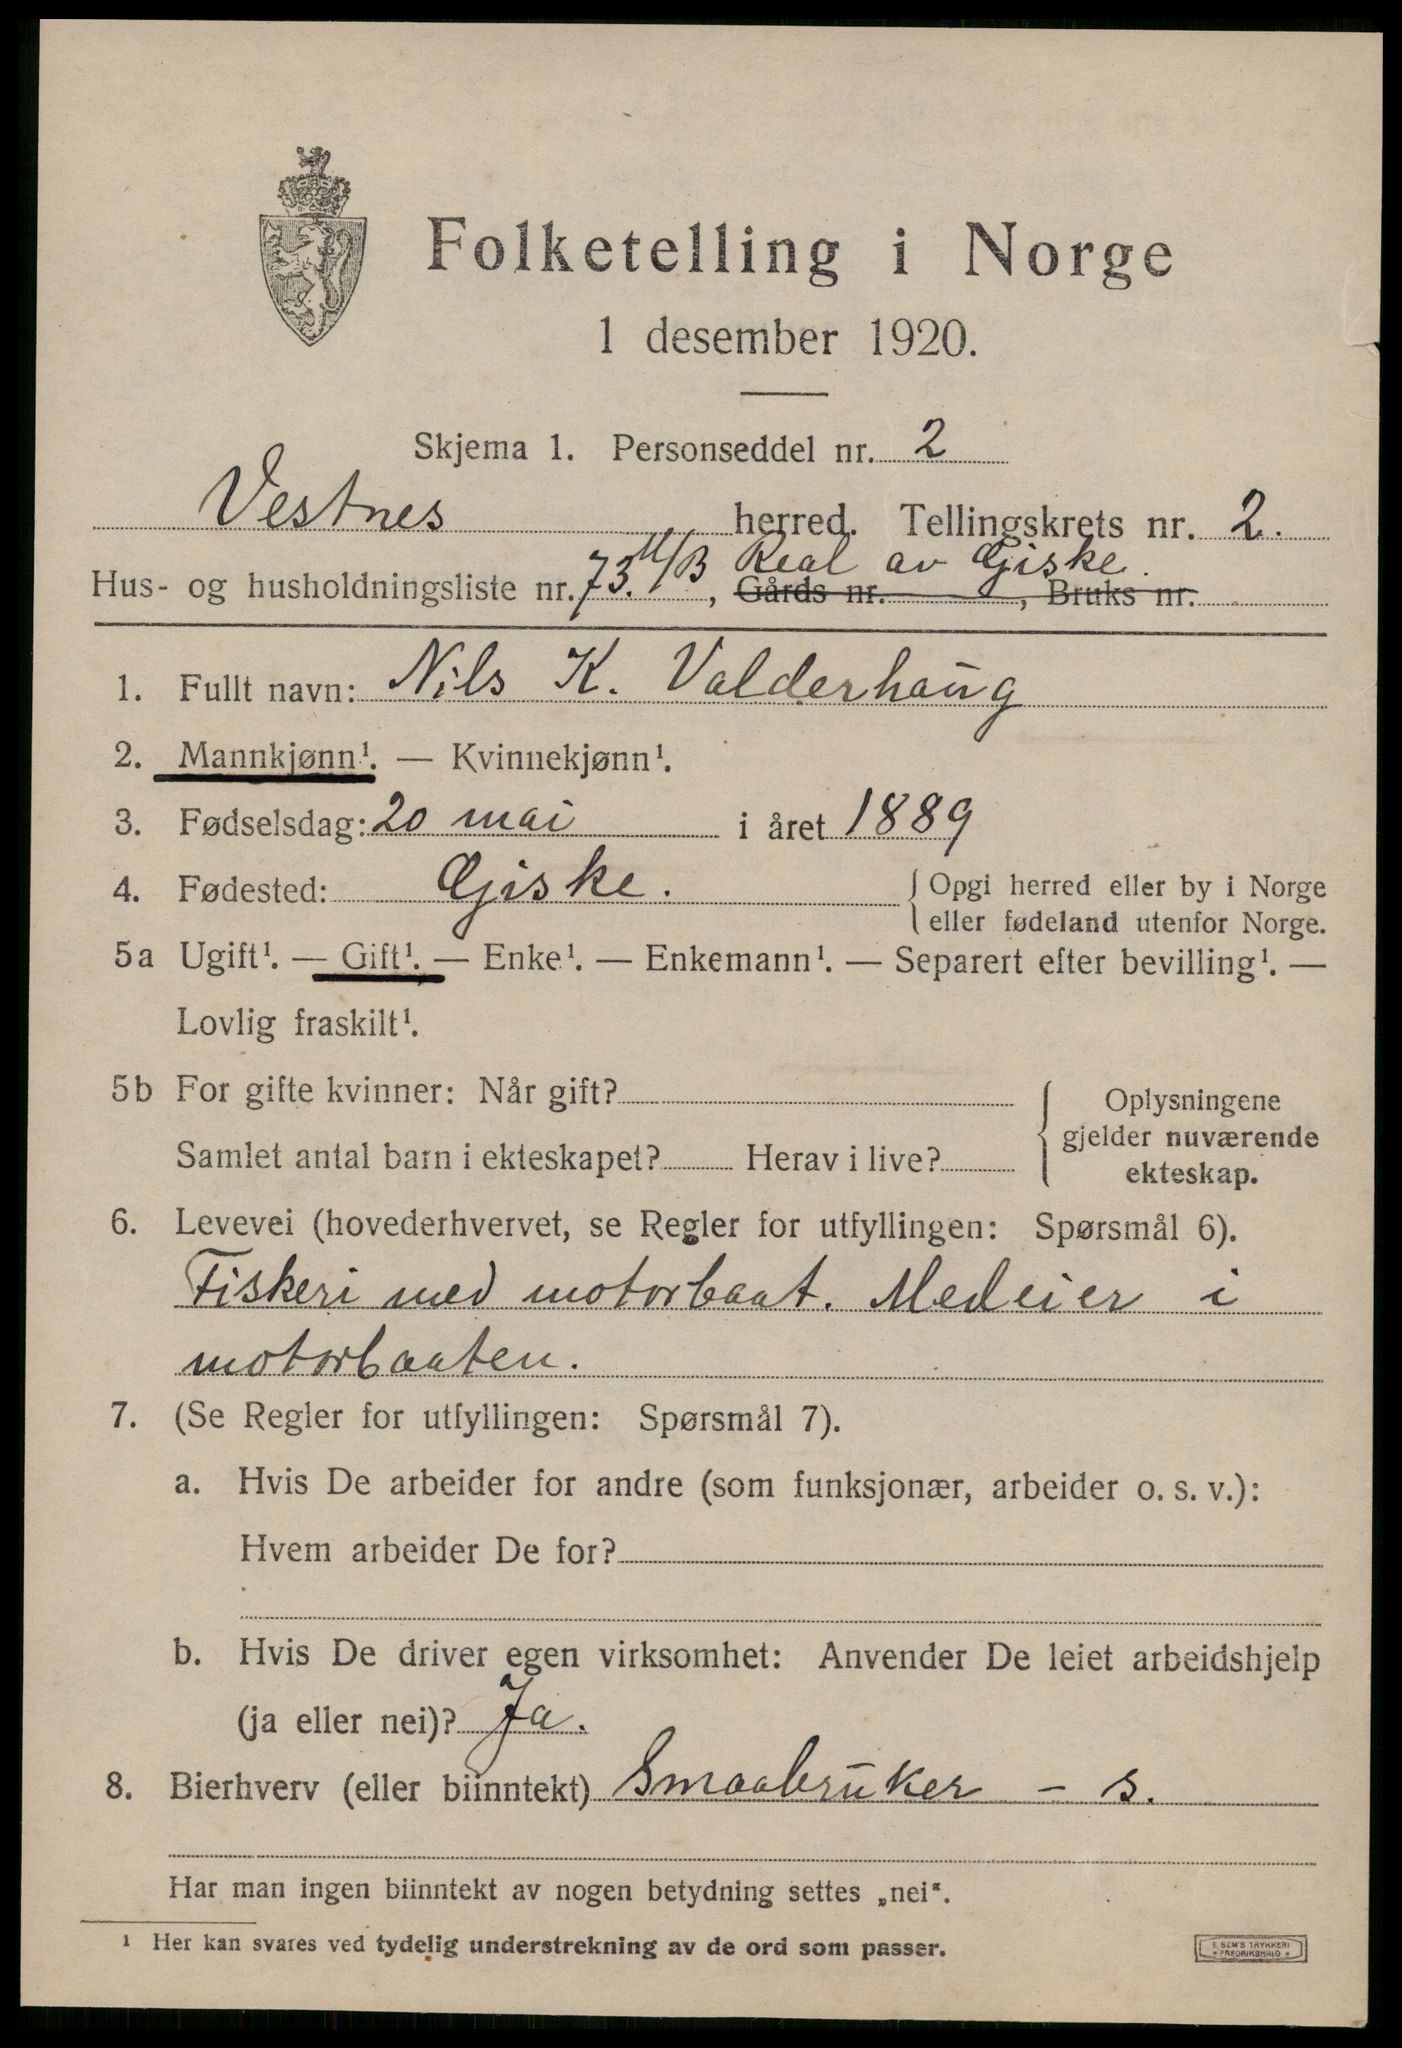 Folketelling i Norge
1 desember 1920.
Skjema 1. Personseddel nr. 2
Vestnes herred. Tellingskrets nr. 2.
Real av Giske.
Hus- og husholdningsliste nr. 73. 11/B, Gårds nr. , Bruks nr.
1. Fullt navn: Nils K. Valderhaug
2. Mannkjønn¹. — Kvinnekjønn¹.
3. Fødselsdag: 20 mai i året 1889
4. Fødested: Giske. { Opgi herred eller by i Norge
eller fødeland utenfor Norge.
5a Ugift¹. — Gift¹. — Enke¹. — Enkemann¹. — Separert efter bevilling¹. —
Lovlig fraskilt¹.
5b For gifte kvinner: Når gift?
Samlet antal barn i ekteskapet? Herav i live?
Oplysningene
gjelder nuværende
ekteskap.
6. Levevei (hovederhvervet, se Regler for utfyllingen: Spørsmål 6).
Fiskeri med motorbaat. Medeier i
motorbaaten.
7. (Se Regler for utfyllingen: Spørsmål 7).
a. Hvis De arbeider for andre (som funksjonær, arbeider o. s. v.):
Hvem arbeider De for?
b. Hvis De driver egen virksomhet: Anvender De leiet arbeidshjelp
(ja eller nei)? Ja.
8. Bierhverv (eller biinntekt) Smaabruker - s.
Har man ingen biinntekt av nogen betydning settes „nei“.
¹ Her kan svares ved tydelig understrekning av de ord som passer.
E. SEM'S TRYKKERI
* FREDRIKSHALD *